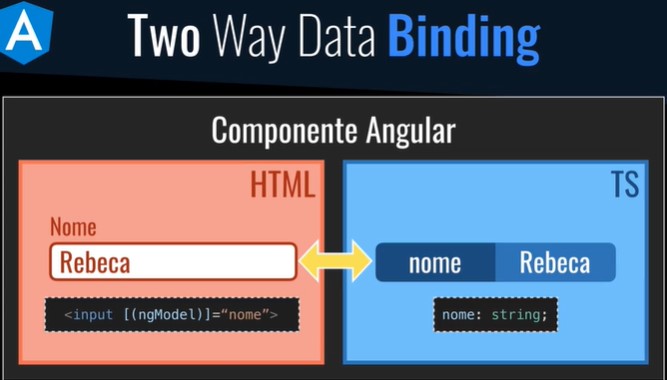 A
Two Way Data Binding
Componente Angular
HTML
Nome
Rebeca
<input [(ngModel)]=“nome”>
TS
nome Rebeca
nome: string;